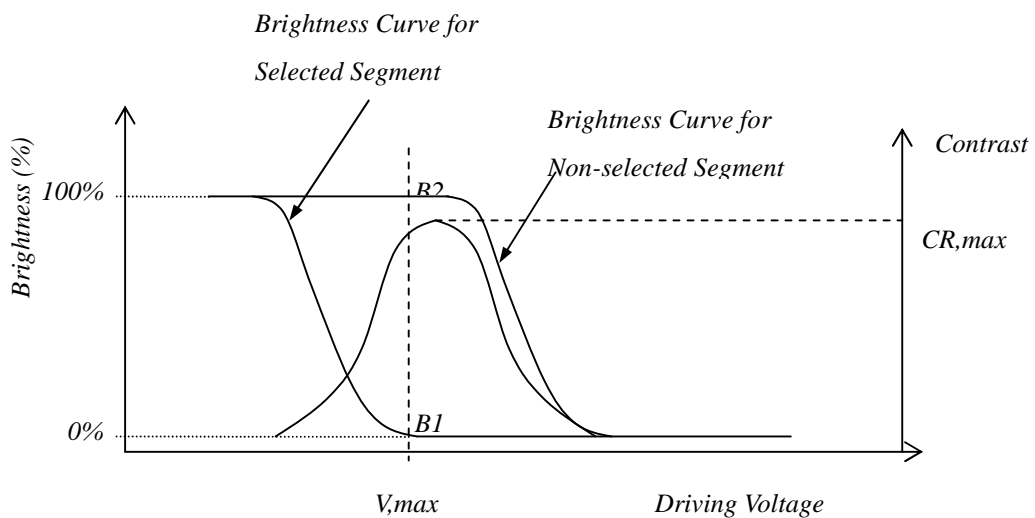 Brightness Curve for
Selected Segment
Brightness Curve for
Non-selected Segment
Contrast
Brightness (%)
100%
B2
CR,max
0%
B1
V,max
Driving Voltage